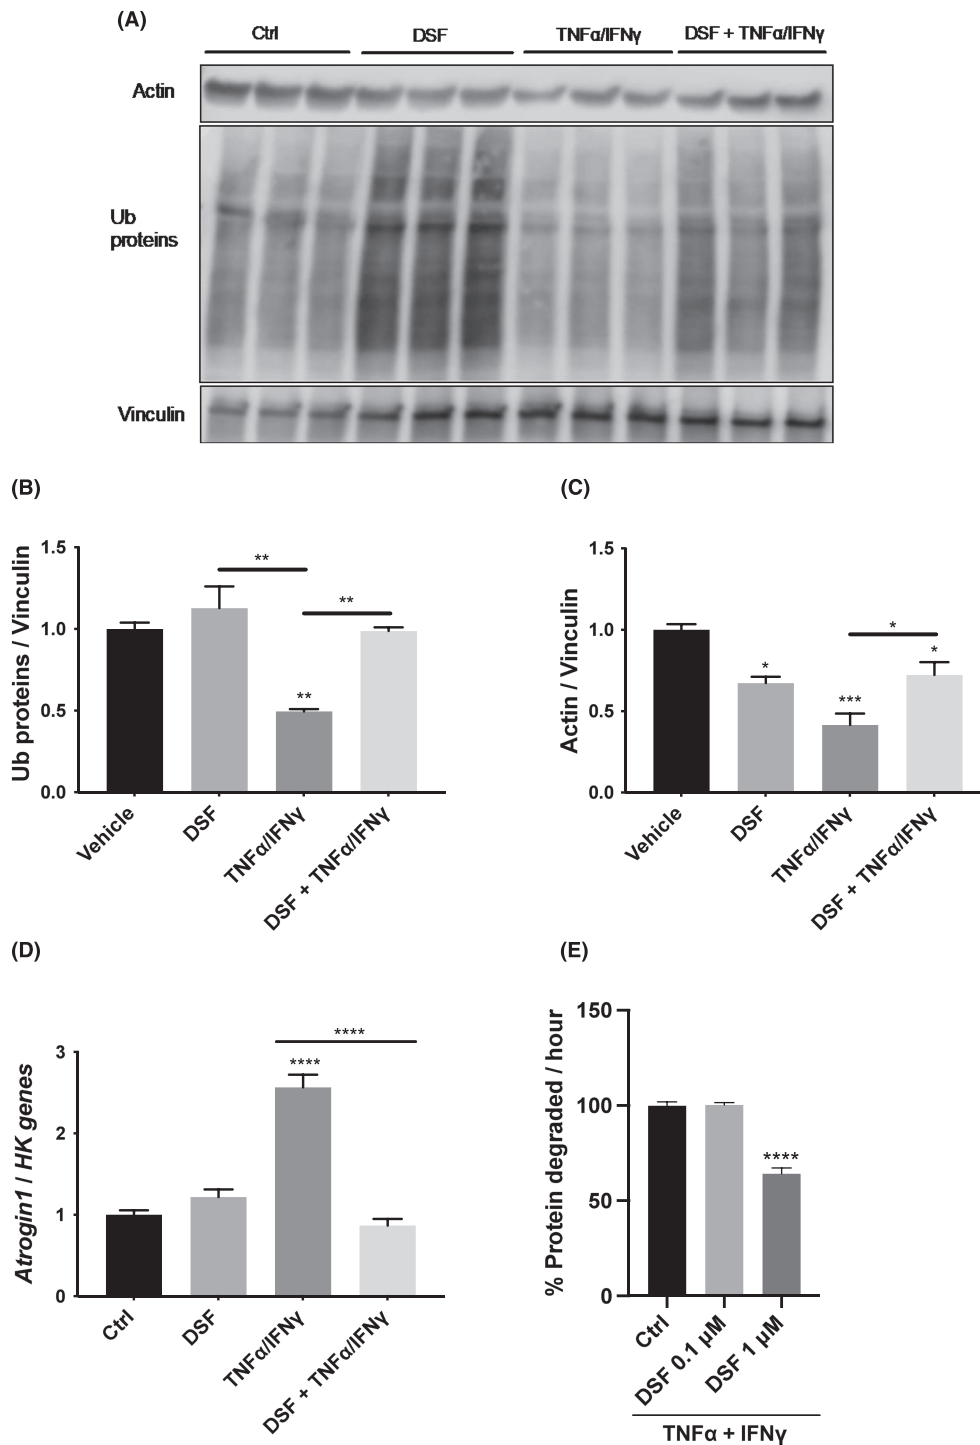 (A)
Ctrl DSF TNFα/IFNγ DSF + TNFα/IFNγ
Actin
Ub
proteins
Vinculin
(B)
Ub proteins / Vinculin
1.5
1.0
0.5
0.0
**
**
**
Vehicle
DSF
TNFα/IFNγ
DSF + TNFα/IFNγ
(C)
Actin / Vinculin
1.5
1.0
0.5
0.0
*
***
*
*
Vehicle
DSF
TNFα/IFNγ
DSF + TNFα/IFNγ
(D)
Atrogin1 / HK genes
3
2
1
0
****
****
Ctrl
DSF
TNFα/IFNγ
DSF + TNFα/IFNγ
(E)
% Protein degraded / hour
150
100
50
0
****
Ctrl
DSF 0.1 μM
DSF 1 μM
TNFα + IFNγ